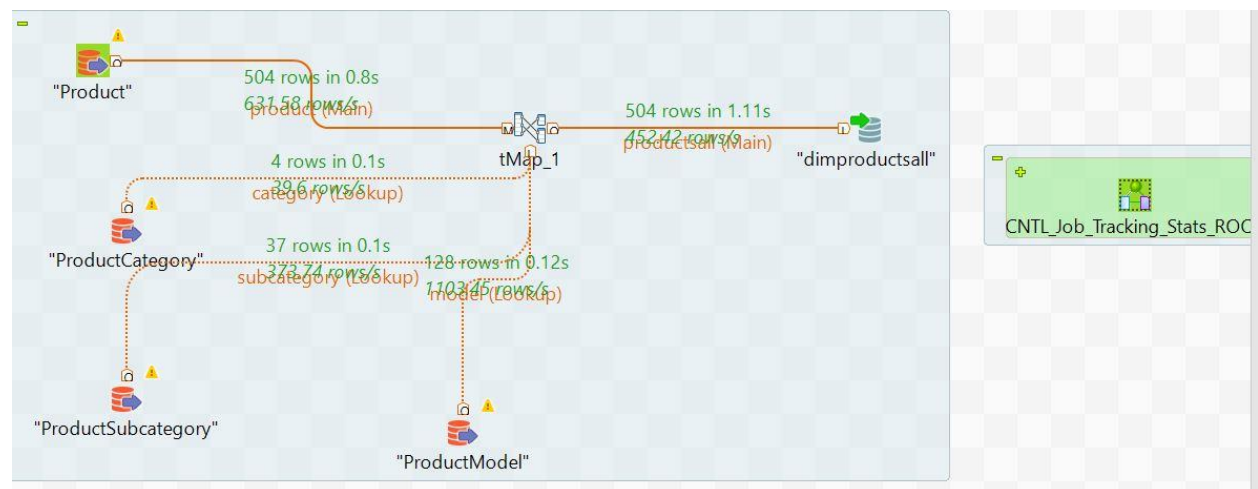 "Product"
504 rows in 0.8s
631.58 rows/s
product (Main)
504 rows in 1.11s
452.42 rows/s
productsall (Main)
M
O
tMap_1
"dimproductsall"
4 rows in 0.1s
39.6 rows/s
category (Lookup)
CNTL_Job_Tracking_Stats_ROC
"ProductCategory"
37 rows in 0.1s
373.74 rows/s
subcategory (Lookup)
128 rows in 0.12s
1103.45 rows/s
model (Lookup)
"ProductSubcategory"
"ProductModel"